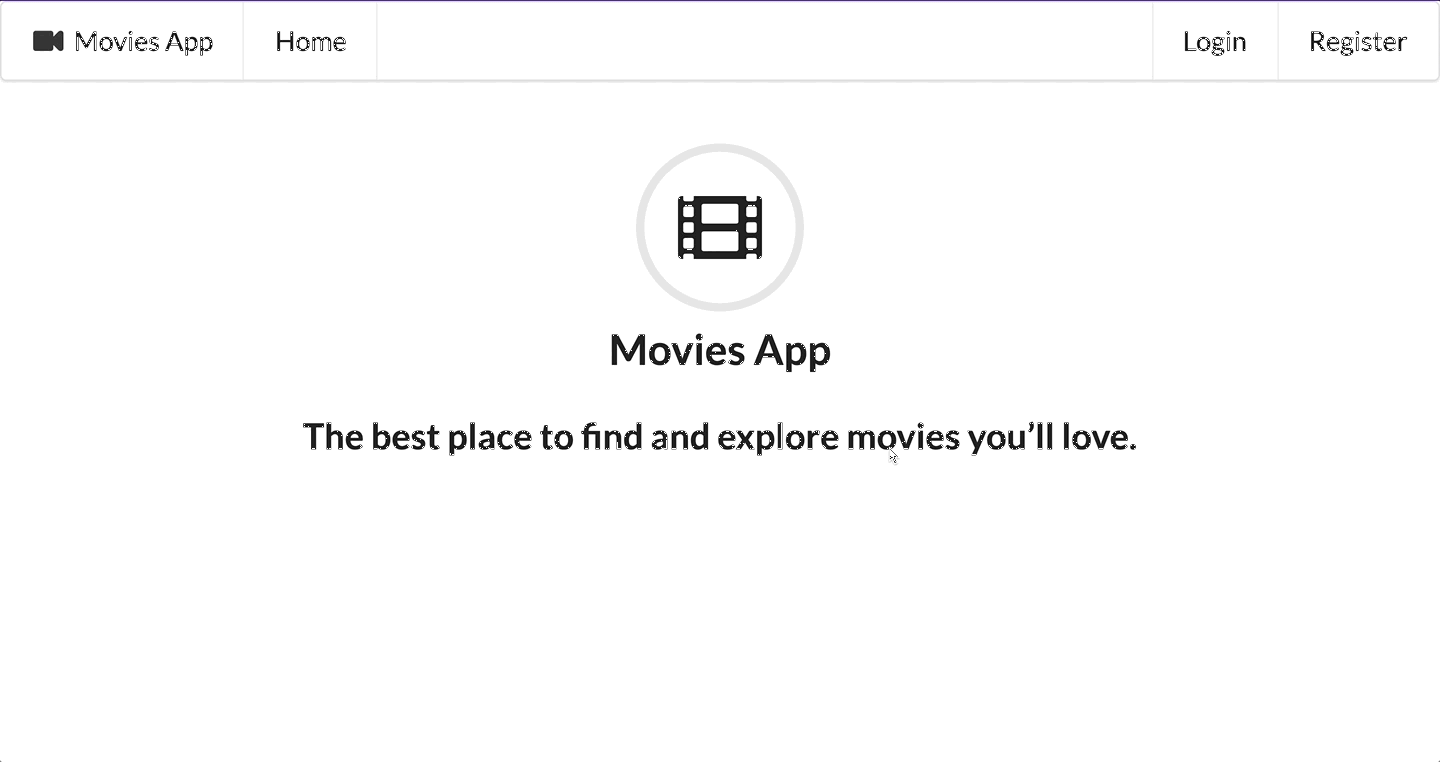 Movies App
Home
Login
Register
Movies App
The best place to find and explore movies you’ll love.